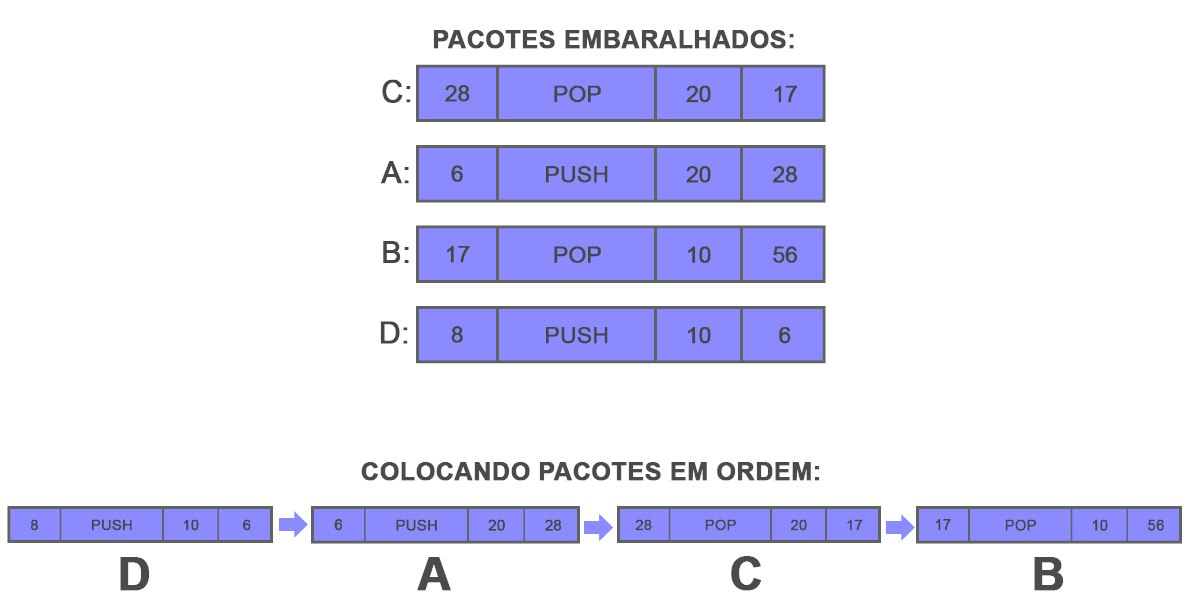 PACOTES EMBARALHADOS:
C: 28 POP 20 17
A: 6 PUSH 20 28
B: 17 POP 10 56
D: 8 PUSH 10 6
COLOCANDO PACOTES EM ORDEM:
8 PUSH 10 6 6 PUSH 20 28 28 POP 20 17 17 POP 10 56
D A C B